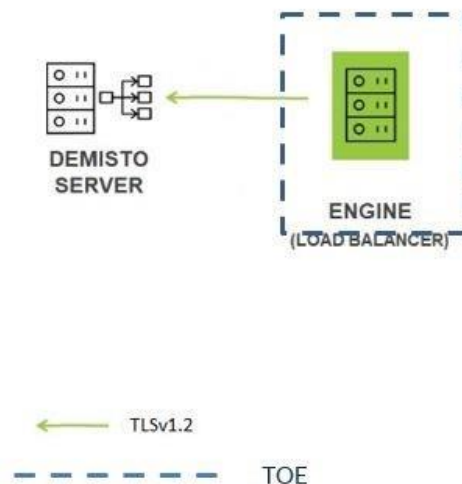 DEMISTO
SERVER
ENGINE
(LOAD BALANCER)
TLSv1.2
TOE